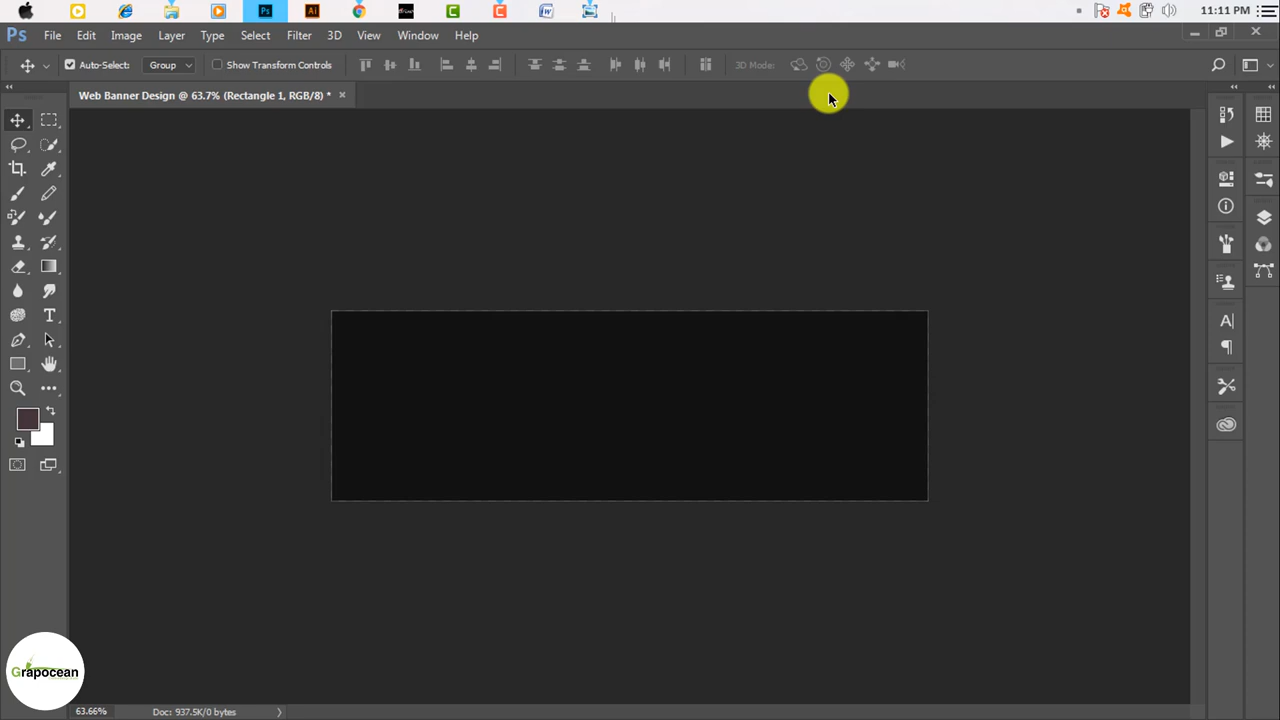 11:11 PM
Ps File Edit Image Layer Type Select Filter 3D View Window Help
Auto-Select: Group Show Transform Controls 3D Mode:
Web Banner Design @ 63.7% (Rectangle 1, RGB/8) *
Grapocean
63.66% Doc: 937.5K/0 bytes